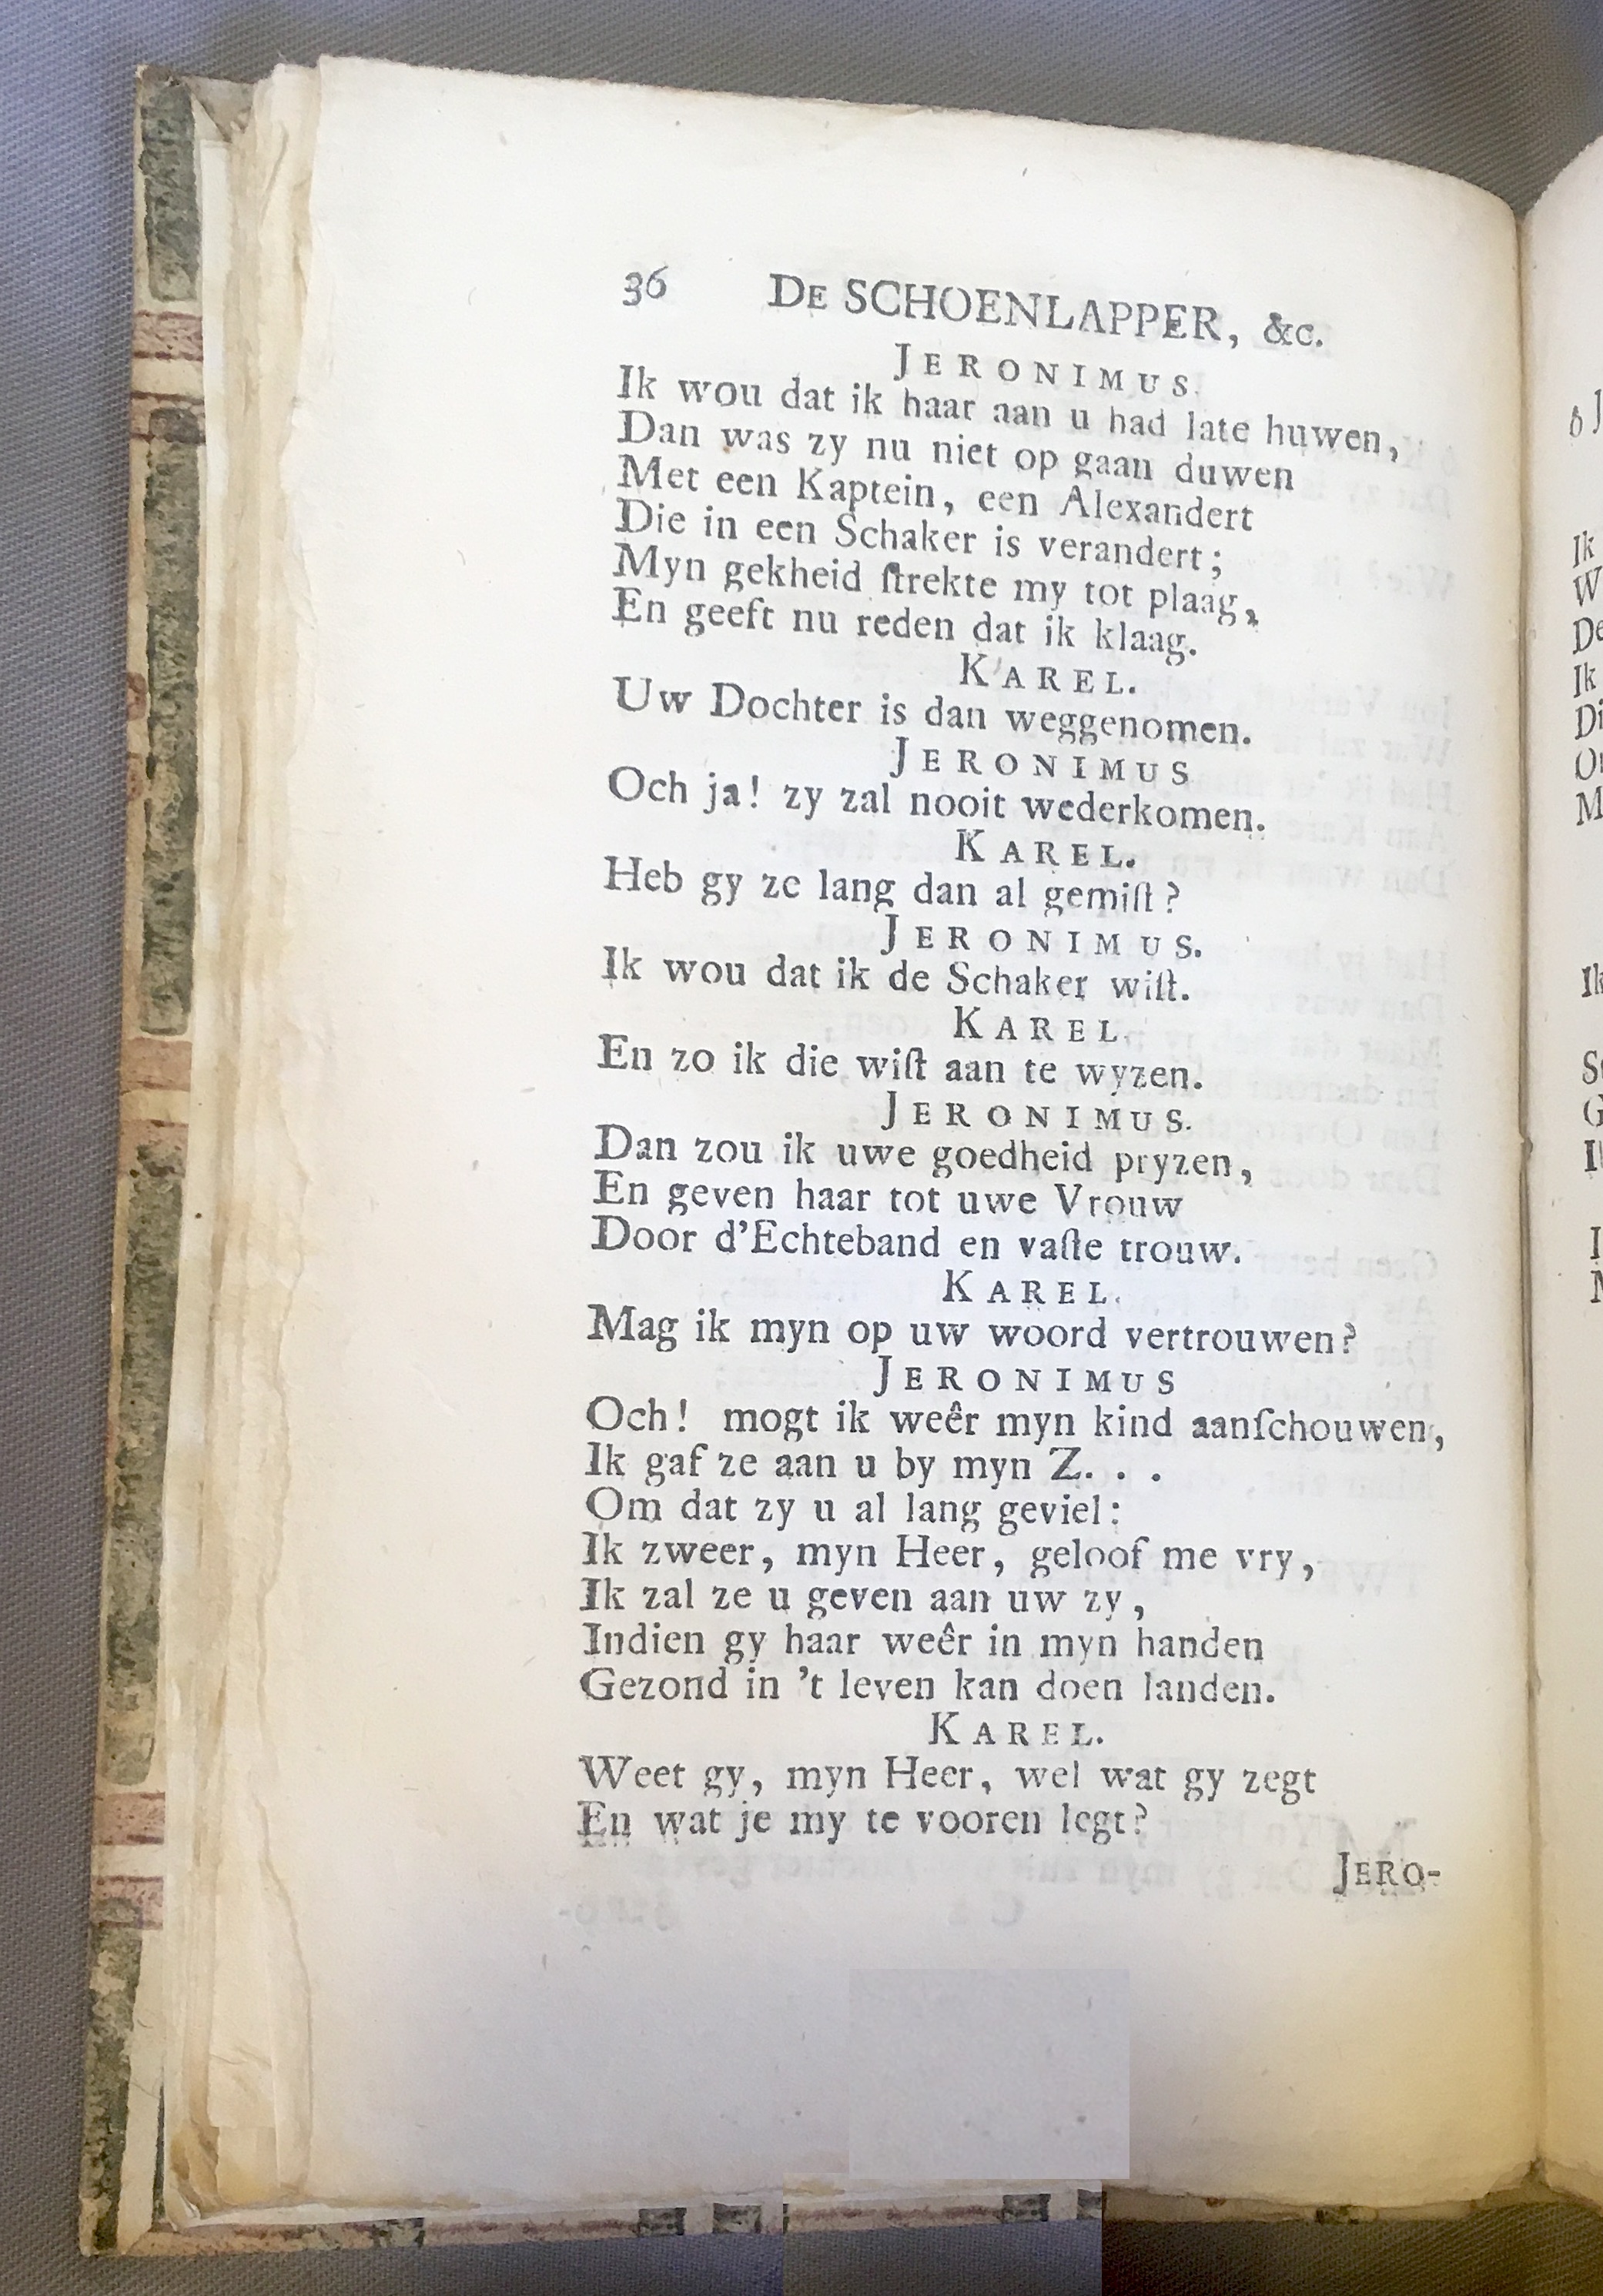 36 DE SCHOENLAPPER, &c.
JERONIMUS.
Ik wou dat ik haar aan u had late huwen,
Dan was zy nu niet op gaan duwen
Met een Kaptein, een Alexandert
Die in een Schaker is verandert;
Myn gekheid ſtrekte my tot plaag,
En geeft nu reden dat ik klaag.
KAREL.
Uw Dochter is dan weggenomen.
JERONIMUS
Och ja! zy zal nooit wederkomen.
KAREL.
Heb gy ze lang dan al gemiſt?
JERONIMUS.
Ik wou dat ik de Schaker wiſt.
KAREL.
En zo ik die wiſt aan te wyzen.
JERONIMUS.
Dan zou ik uwe goedheid pryzen,
En geven haar tot uwe Vrouw
Door d'Echteband en vaſte trouw.
KAREL.
Mag ik myn op uw woord vertrouwen?
JERONIMUS
Och! mogt ik weêr myn kind aanſchouwen,
Ik gaf ze aan u by myn Z. . .
Om dat zy u al lang geviel:
Ik zweer, myn Heer, geloof me vry,
Ik zal ze u geven aan uw zy,
Indien gy haar weêr in myn handen
Gezond in 't leven kan doen landen.
KAREL.
Weet gy, myn Heer, wel wat gy zegt
En wat je my te vooren legt?
JERO-